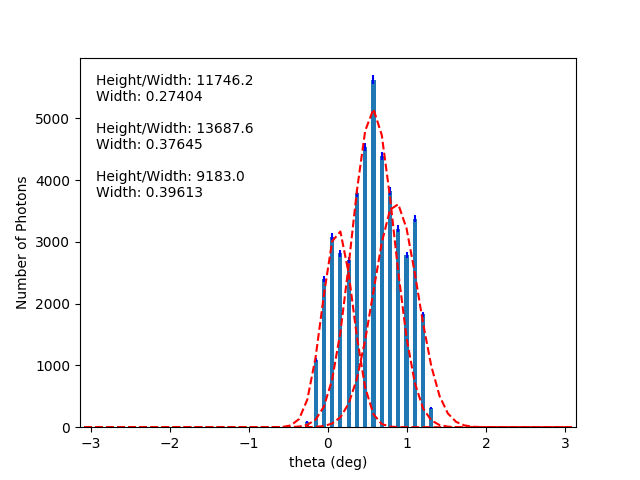 Height/Width: 11746.2
Width: 0.27404
Height/Width: 13687.6
Width: 0.37645
Height/Width: 9183.0
Width: 0.39613
Number of Photons
5000
4000
3000
2000
1000
0
−3
−2
−1
0
1
2
3
theta (deg)